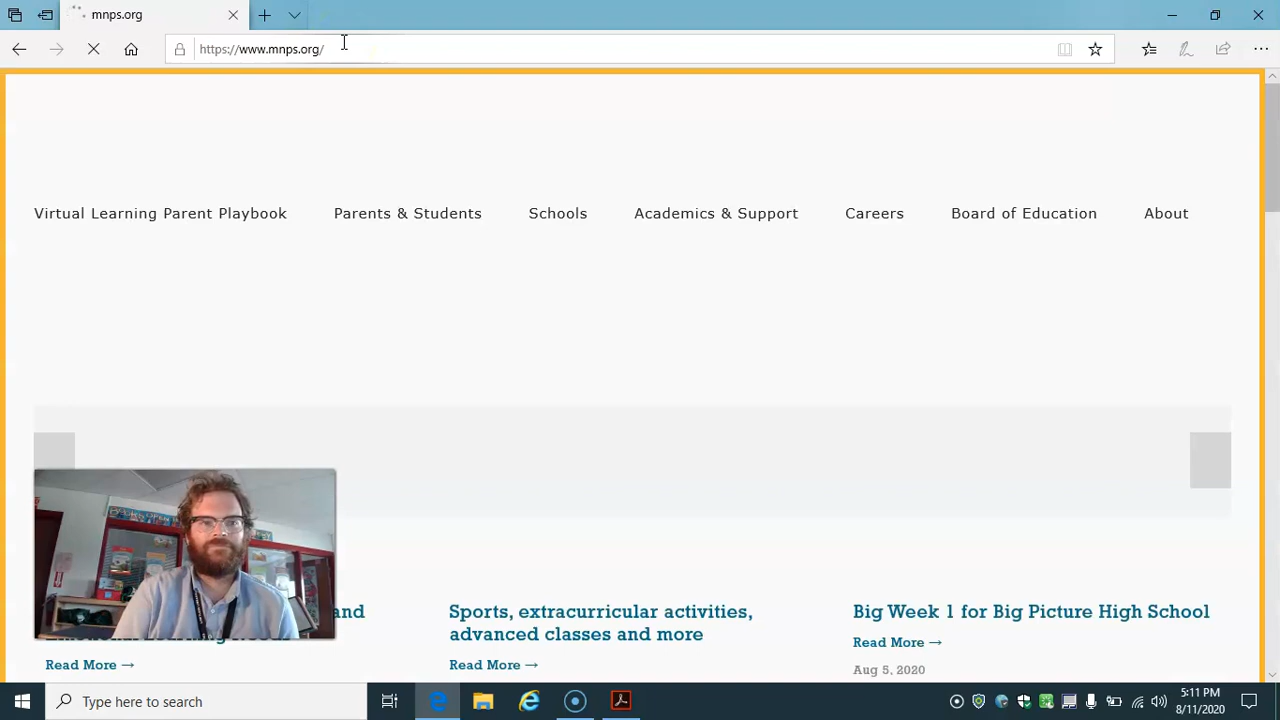 mnps.org
https://www.mnps.org/
Virtual Learning Parent Playbook Parents & Students Schools Academics & Support Careers Board of Education About
and
Read More →
Sports, extracurricular activities,
advanced classes and more
Read More →
Big Week 1 for Big Picture High School
Read More →
Aug 5, 2020
Type here to search
5:11 PM
8/11/2020